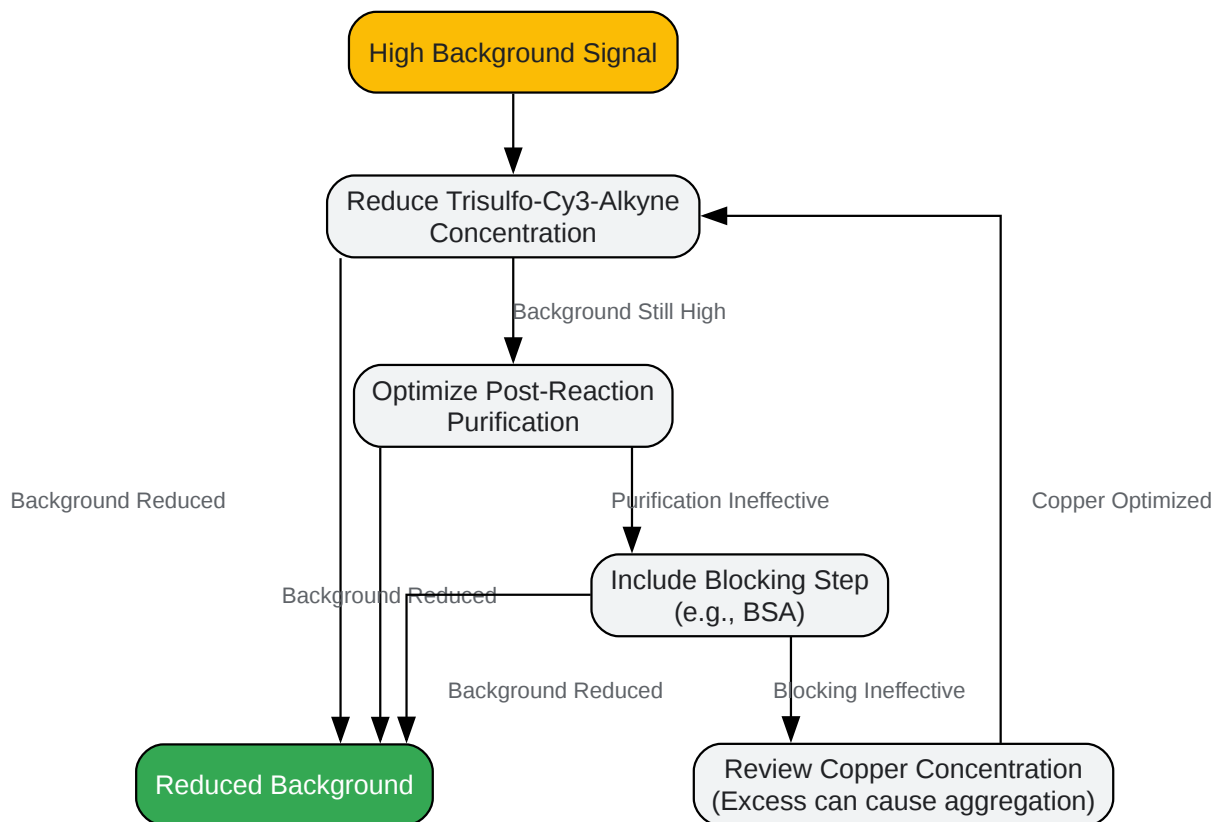 High Background Signal
Reduce Trisulfo-Cy3-Alkyne
Concentration
Background Still High
Optimize Post-Reaction
Purification
Background Reduced
Purification Ineffective
Copper Optimized
Include Blocking Step
(e.g., BSA)
Background Reduced
Background Reduced
Blocking Ineffective
Reduced Background
Review Copper Concentration
(Excess can cause aggregation)